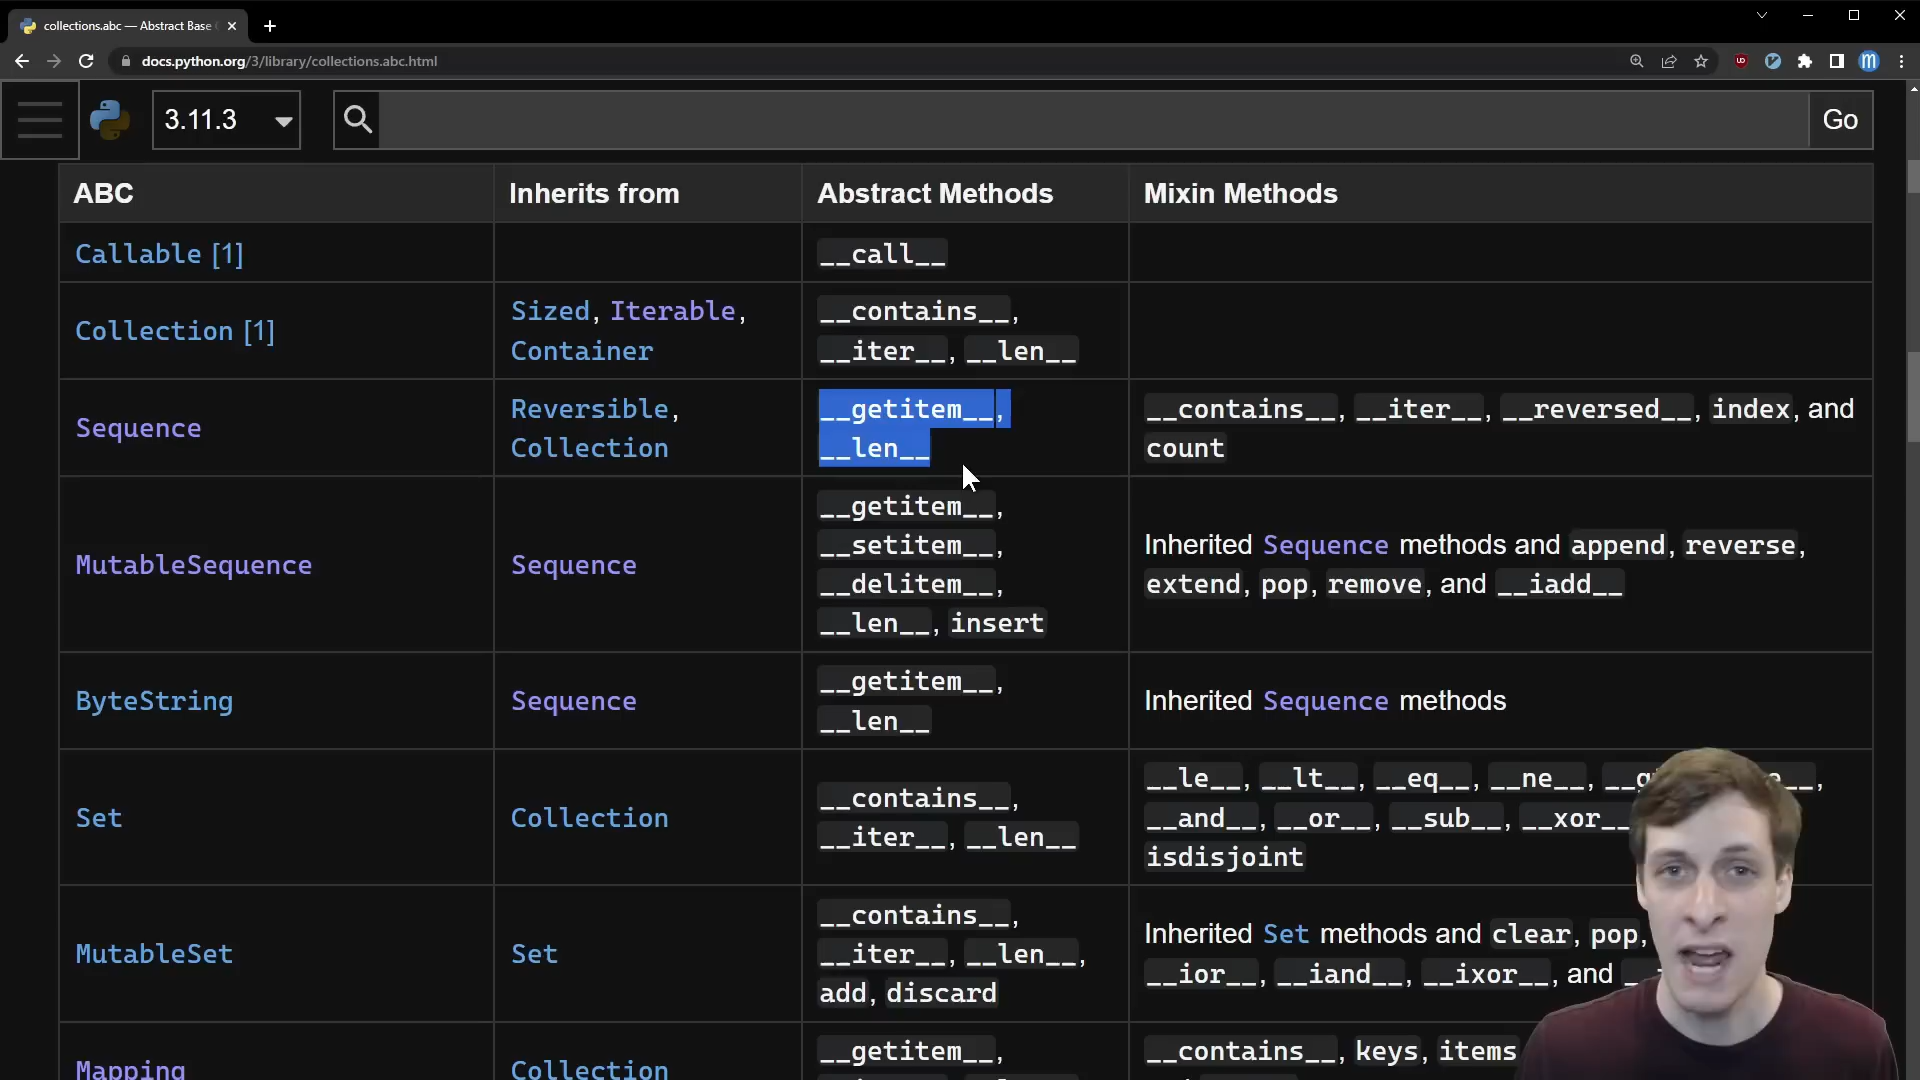 collections.abc — Abstract Base
docs.python.org/3/library/collections.abc.html
3.11.3
Go
ABC Inherits from Abstract Methods Mixin Methods
Callable [1] __call__
Collection [1] Sized, Iterable, Container __contains__, __iter__, __len__
Sequence Reversible, Collection __getitem__, __len__ __contains__, __iter__, __reversed__, index, and count
MutableSequence Sequence __getitem__, __setitem__, __delitem__, __len__, insert Inherited Sequence methods and append, reverse, extend, pop, remove, and __iadd__
ByteString Sequence __getitem__, __len__ Inherited Sequence methods
Set Collection __contains__, __iter__, __len__ __le__, __lt__, __eq__, __ne__, __and__, __or__, __sub__, __xor__ isdisjoint
MutableSet Set __contains__, __iter__, __len__, add, discard Inherited Set methods and clear, pop, __ior__, __iand__, __ixor__, and
Mapping Collection __getitem__, __contains__, keys, items